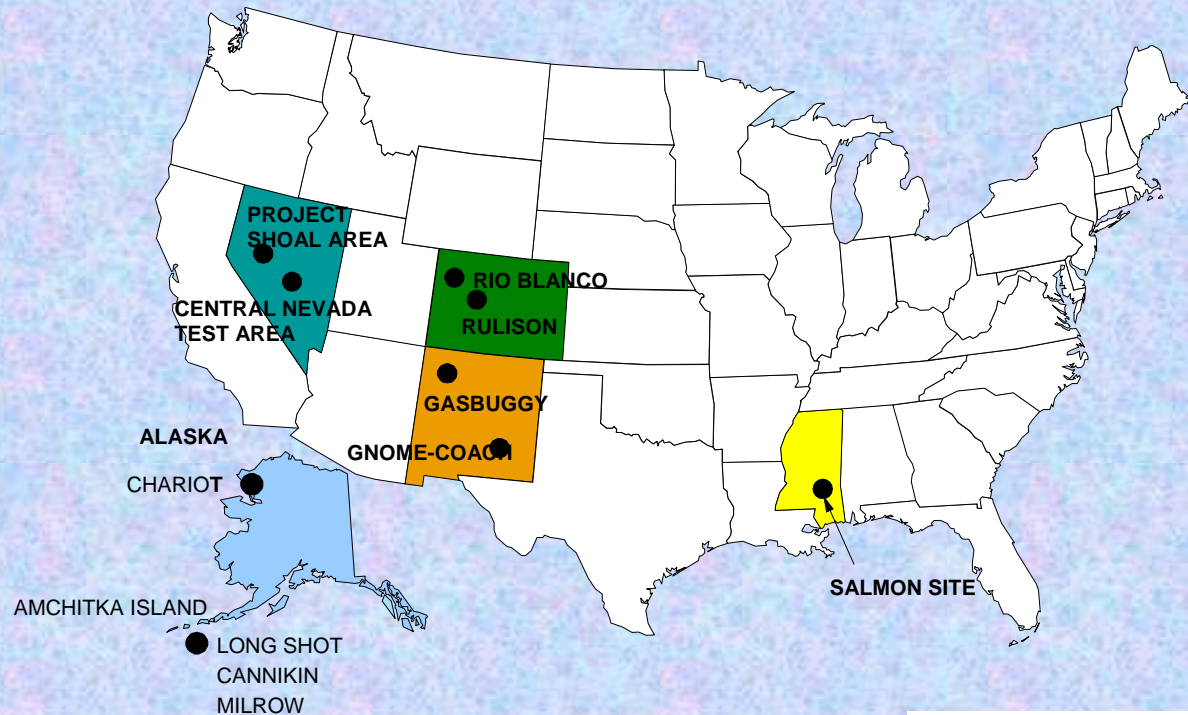 PROJECT
SHOAL AREA
CENTRAL NEVADA
TEST AREA
RIO BLANCO
RULISON
GASBUGGY
GNOME-COACH
ALASKA
CHARIOT
AMCHITKA ISLAND
LONG SHOT
CANNIKIN
MILROW
SALMON SITE